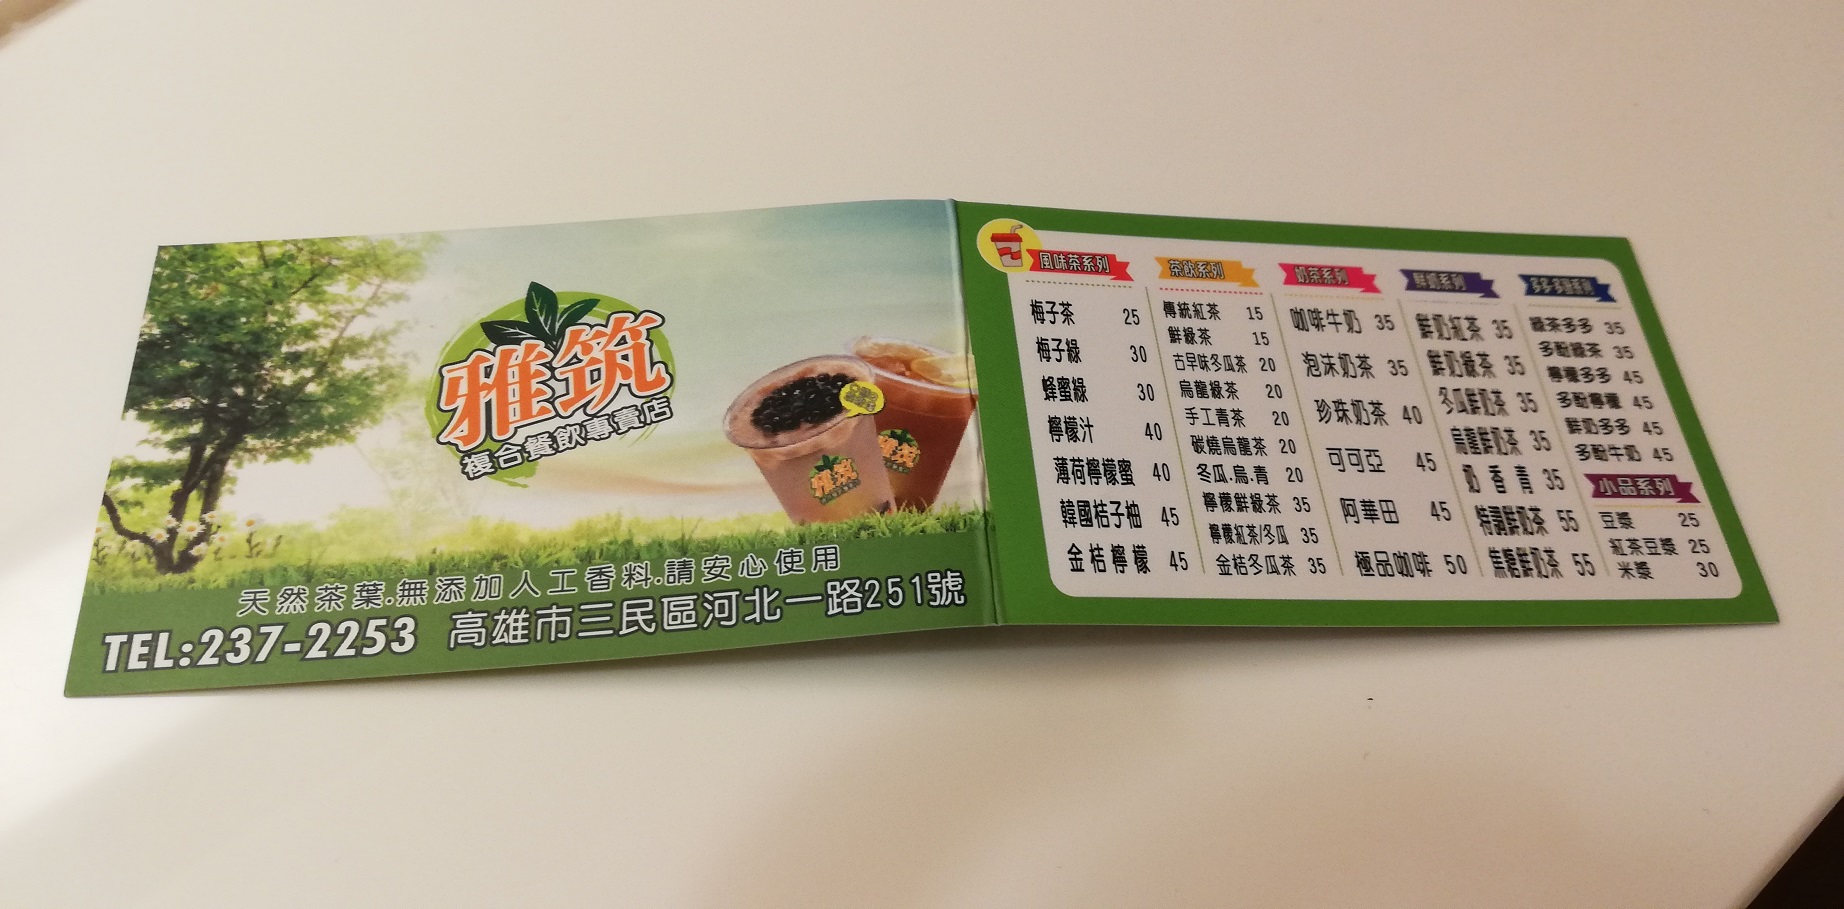 雅筑
複合餐飲專賣店
雅筑
天然茶葉.無添加人工香料.請安心使用
TEL:237-2253 高雄市三民區河北一路251號
風味茶系列
梅子茶 25
梅子綠 30
蜂蜜綠 30
檸檬汁 40
薄荷檸檬蜜 40
韓國桔子柚 45
金桔檸檬 45
茶飲系列
傳統紅茶 15
鮮綠茶 15
古早味冬瓜茶 20
烏龍綠茶 20
手工青茶 20
碳燒烏龍茶 20
冬瓜.烏.青 20
檸檬鮮綠茶 35
檸檬紅茶/冬瓜 35
金桔冬瓜茶 35
奶茶系列
咖啡牛奶 35
泡沫奶茶 35
珍珠奶茶 40
可可亞 45
阿華田 45
極品咖啡 50
鮮奶系列
鮮奶紅茶 35
鮮奶綠茶 35
冬瓜鮮奶茶 35
烏龍鮮奶茶 35
奶香青 35
特調鮮奶茶 55
焦糖鮮奶茶 55
綠茶多多 35
多酚綠茶 35
檸檬多多 45
多酚檸檬 45
鮮奶多多 45
多酚牛奶 45
小品系列
豆漿 25
紅茶豆漿 25
米漿 30